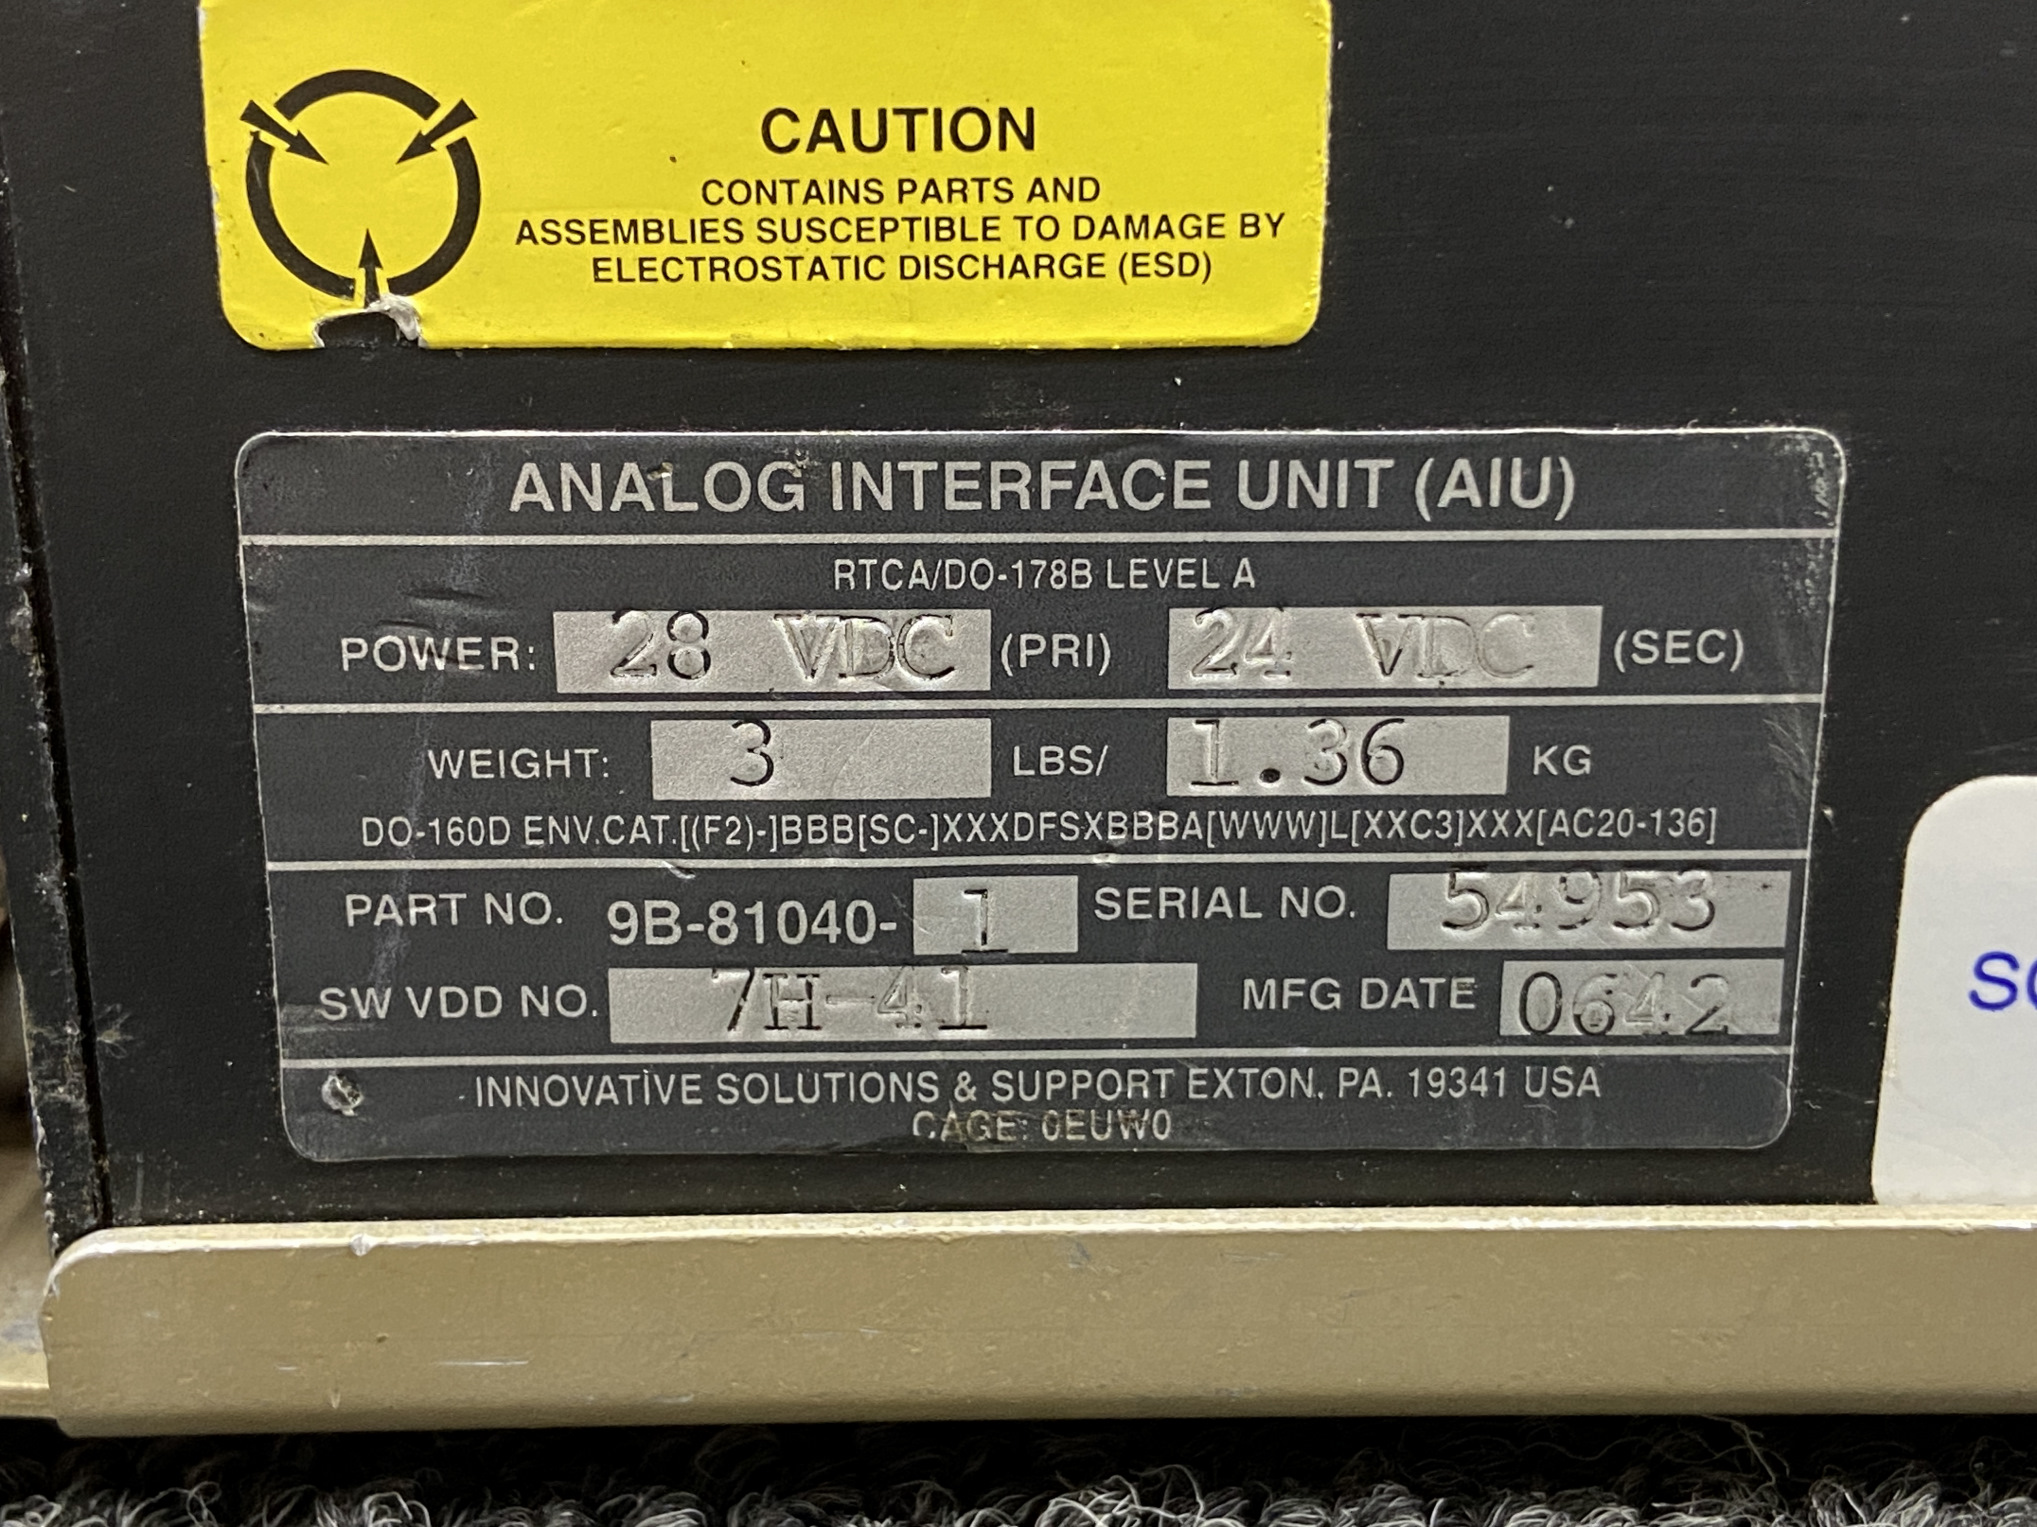 CAUTION
CONTAINS PARTS AND
ASSEMBLIES SUSCEPTIBLE TO DAMAGE BY
ELECTROSTATIC DISCHARGE (ESD)
ANALOG INTERFACE UNIT (AIU)
RTCA/DO-178B LEVEL A
POWER: 28 VDC (PRI) 24 VDC (SEC)
WEIGHT: 3 LBS/ 1.36 KG
DO-160D ENV.CAT.[(F2)-]BBB[SC-]XXXDFSXBBBA[WWW]L[XXC3]XXX[AC20-136]
PART NO. 9B-81040-1 SERIAL NO. 54953
SW VDD NO. 7H-41 MFG DATE 0642
INNOVATIVE SOLUTIONS & SUPPORT EXTON, PA. 19341 USA
CAGE: 0EUW0